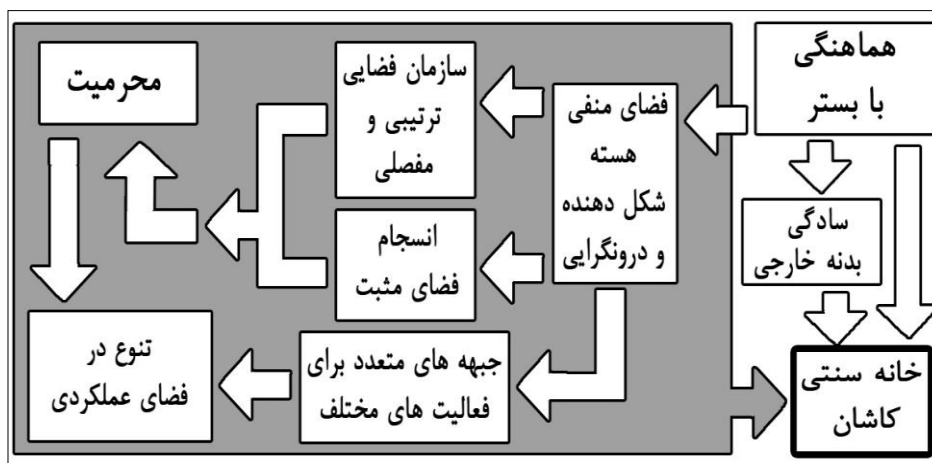 هماهنگی
با بستر
سادگی
بدنه خارجی
خانه سنتی
کاشان
فضای منفی
هسته
شکل دهنده
و درونگرایی
سازمان فضایی
ترتیبی و
مفصلی
انسجام
فضای مثبت
جبهه های متعدد برای
فعالیت های مختلف
محرمیت
تنوع در
فضای عملکردی